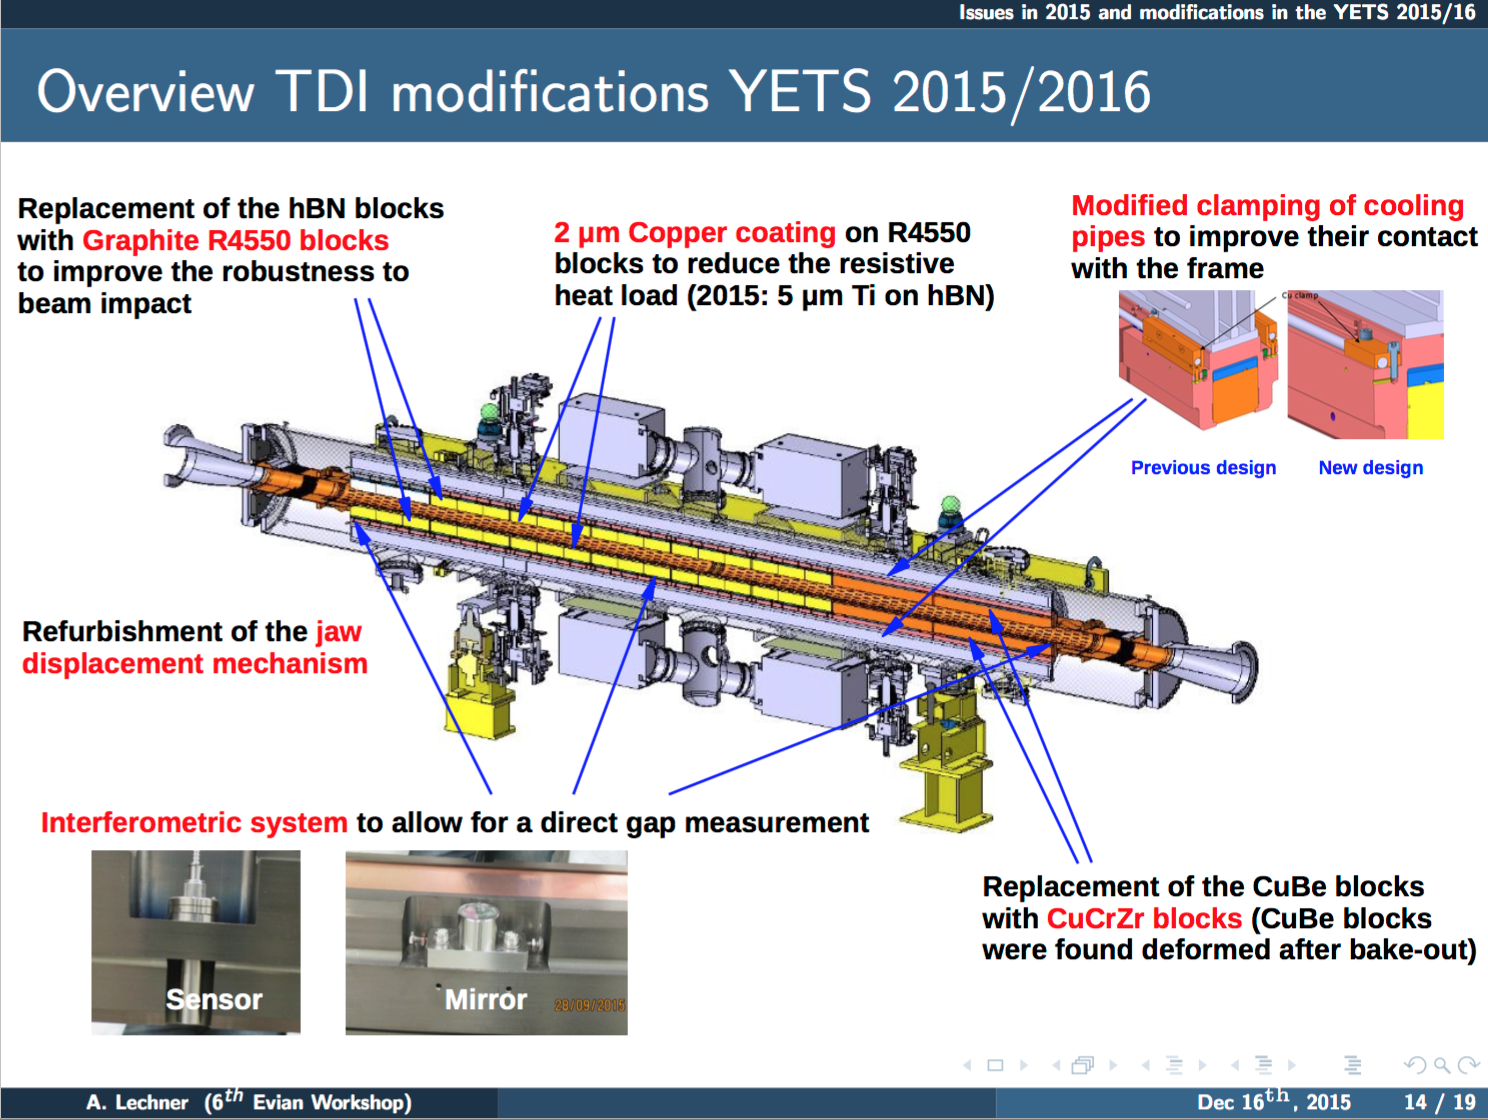 Issues in 2015 and modifications in the YETS 2015/16
Overview TDI modifications YETS 2015/2016
Replacement of the hBN blocks
with Graphite R4550 blocks
to improve the robustness to
beam impact
2 μm Copper coating on R4550
blocks to reduce the resistive
heat load (2015: 5 μm Ti on hBN)
Modified clamping of cooling
pipes to improve their contact
with the frame
Cu clamp
Previous design
New design
Refurbishment of the jaw
displacement mechanism
Interferometric system to allow for a direct gap measurement
Sensor
Mirror
28/09/2015
Replacement of the CuBe blocks
with CuCrZr blocks (CuBe blocks
were found deformed after bake-out)
A. Lechner (6th Evian Workshop)
Dec 16th, 2015
14 / 19